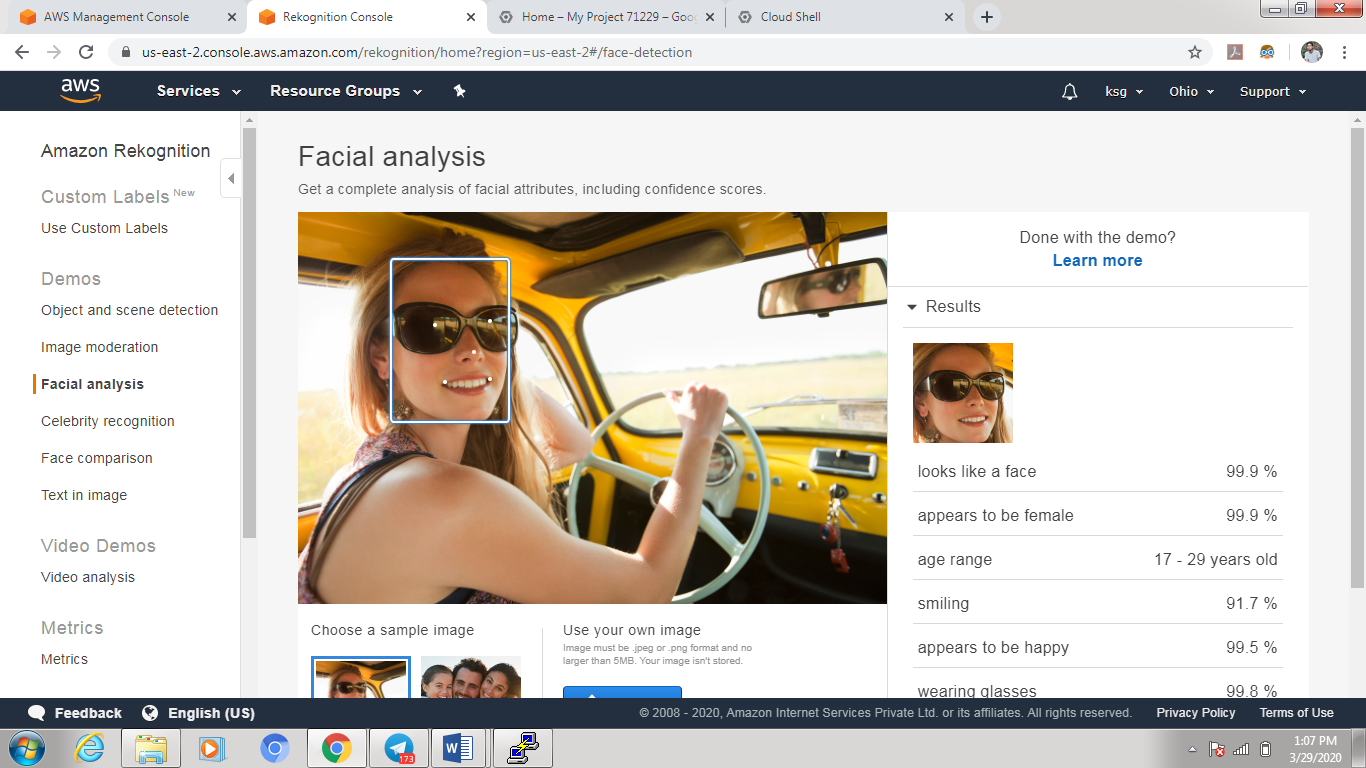 AWS Management Console
Rekognition Console
Home – My Project 71229 – Goo
Cloud Shell
us-east-2.console.aws.amazon.com/rekognition/home?region=us-east-2#/face-detection
aws
Services
Resource Groups
ksg
Ohio
Support
Amazon Rekognition
Custom Labels New
Use Custom Labels
Demos
Object and scene detection
Image moderation
Facial analysis
Celebrity recognition
Face comparison
Text in image
Video Demos
Video analysis
Metrics
Metrics
Facial analysis
Get a complete analysis of facial attributes, including confidence scores.
Choose a sample image
Use your own image
Image must be .jpeg or .png format and no
larger than 5MB. Your image isn't stored.
Done with the demo?
Learn more
Results
looks like a face 99.9 %
appears to be female 99.9 %
age range 17 - 29 years old
smiling 91.7 %
appears to be happy 99.5 %
wearing glasses 99.8 %
Feedback
English (US)
© 2008 - 2020, Amazon Internet Services Private Ltd. or its affiliates. All rights reserved.
Privacy Policy
Terms of Use
173
1:07 PM
3/29/2020